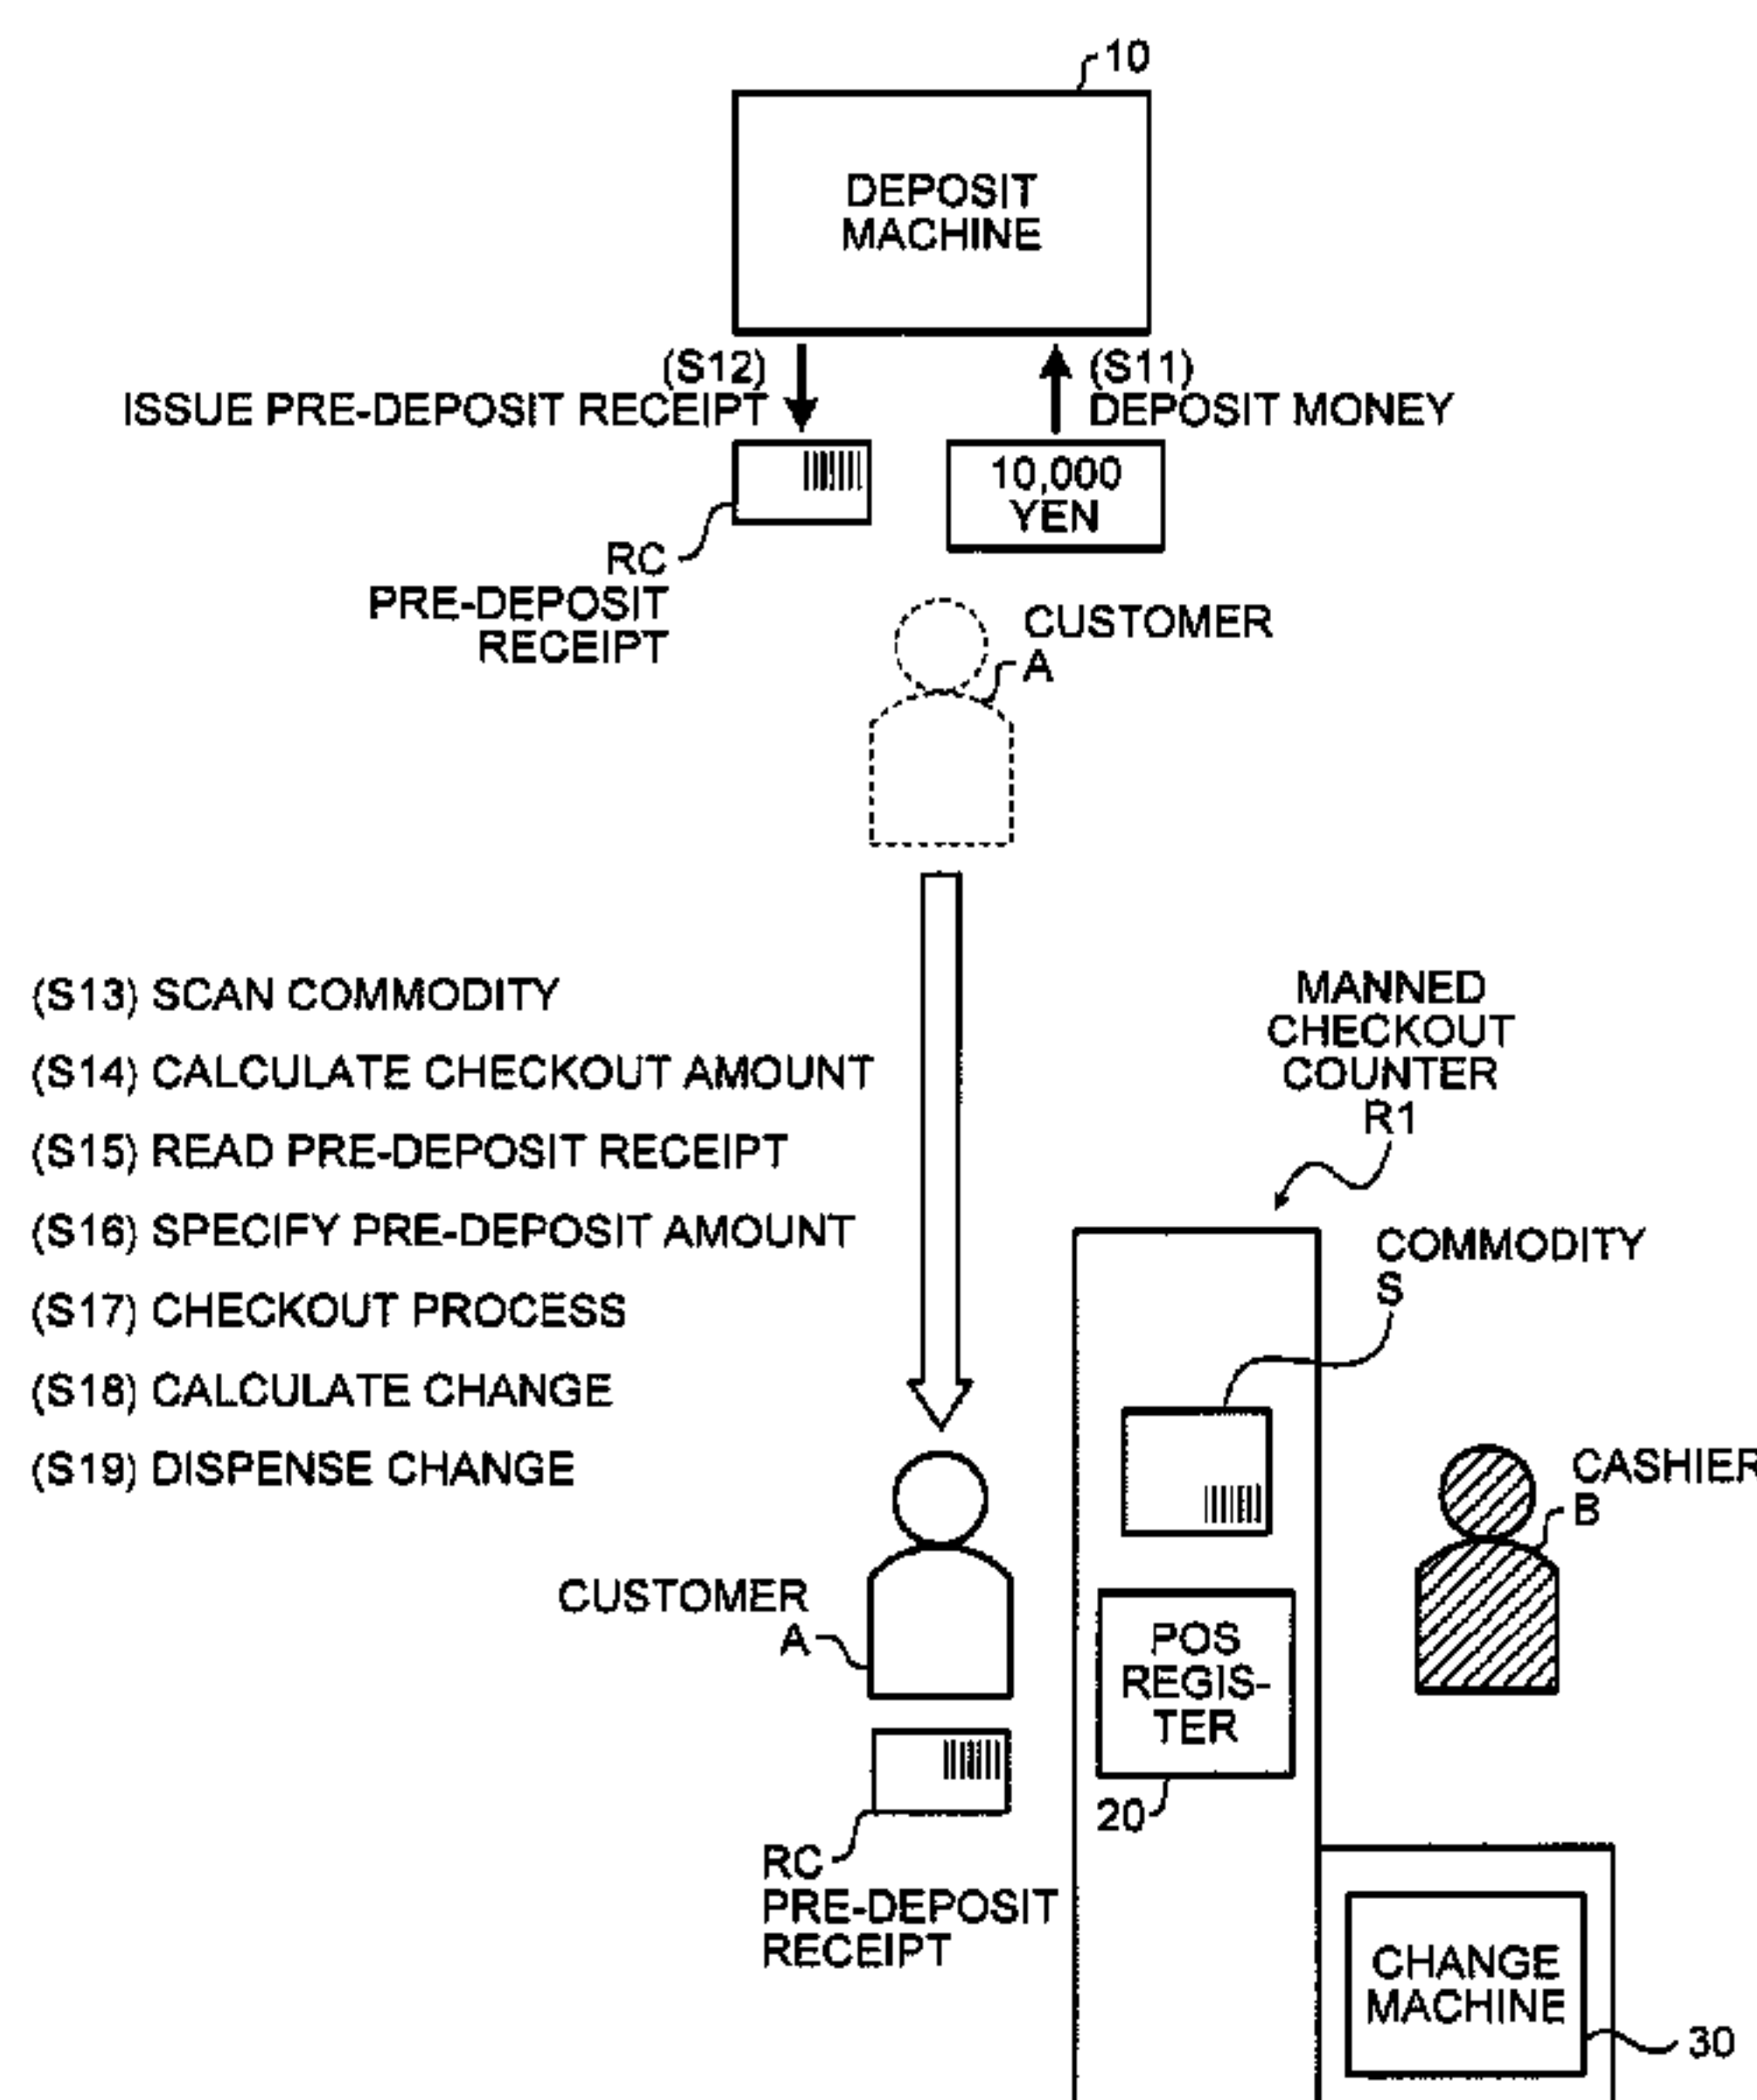 10
DEPOSIT
MACHINE
(S12)
ISSUE PRE-DEPOSIT RECEIPT
(S11)
DEPOSIT MONEY
10,000
YEN
RC
PRE-DEPOSIT
RECEIPT
CUSTOMER
A
(S13) SCAN COMMODITY
(S14) CALCULATE CHECKOUT AMOUNT
(S15) READ PRE-DEPOSIT RECEIPT
(S16) SPECIFY PRE-DEPOSIT AMOUNT
(S17) CHECKOUT PROCESS
(S18) CALCULATE CHANGE
(S19) DISPENSE CHANGE
MANNED
CHECKOUT
COUNTER
R1
COMMODITY
S
CASHIER
B
CUSTOMER
A
POS
REGIS-
TER
20
RC
PRE-DEPOSIT
RECEIPT
CHANGE
MACHINE
30